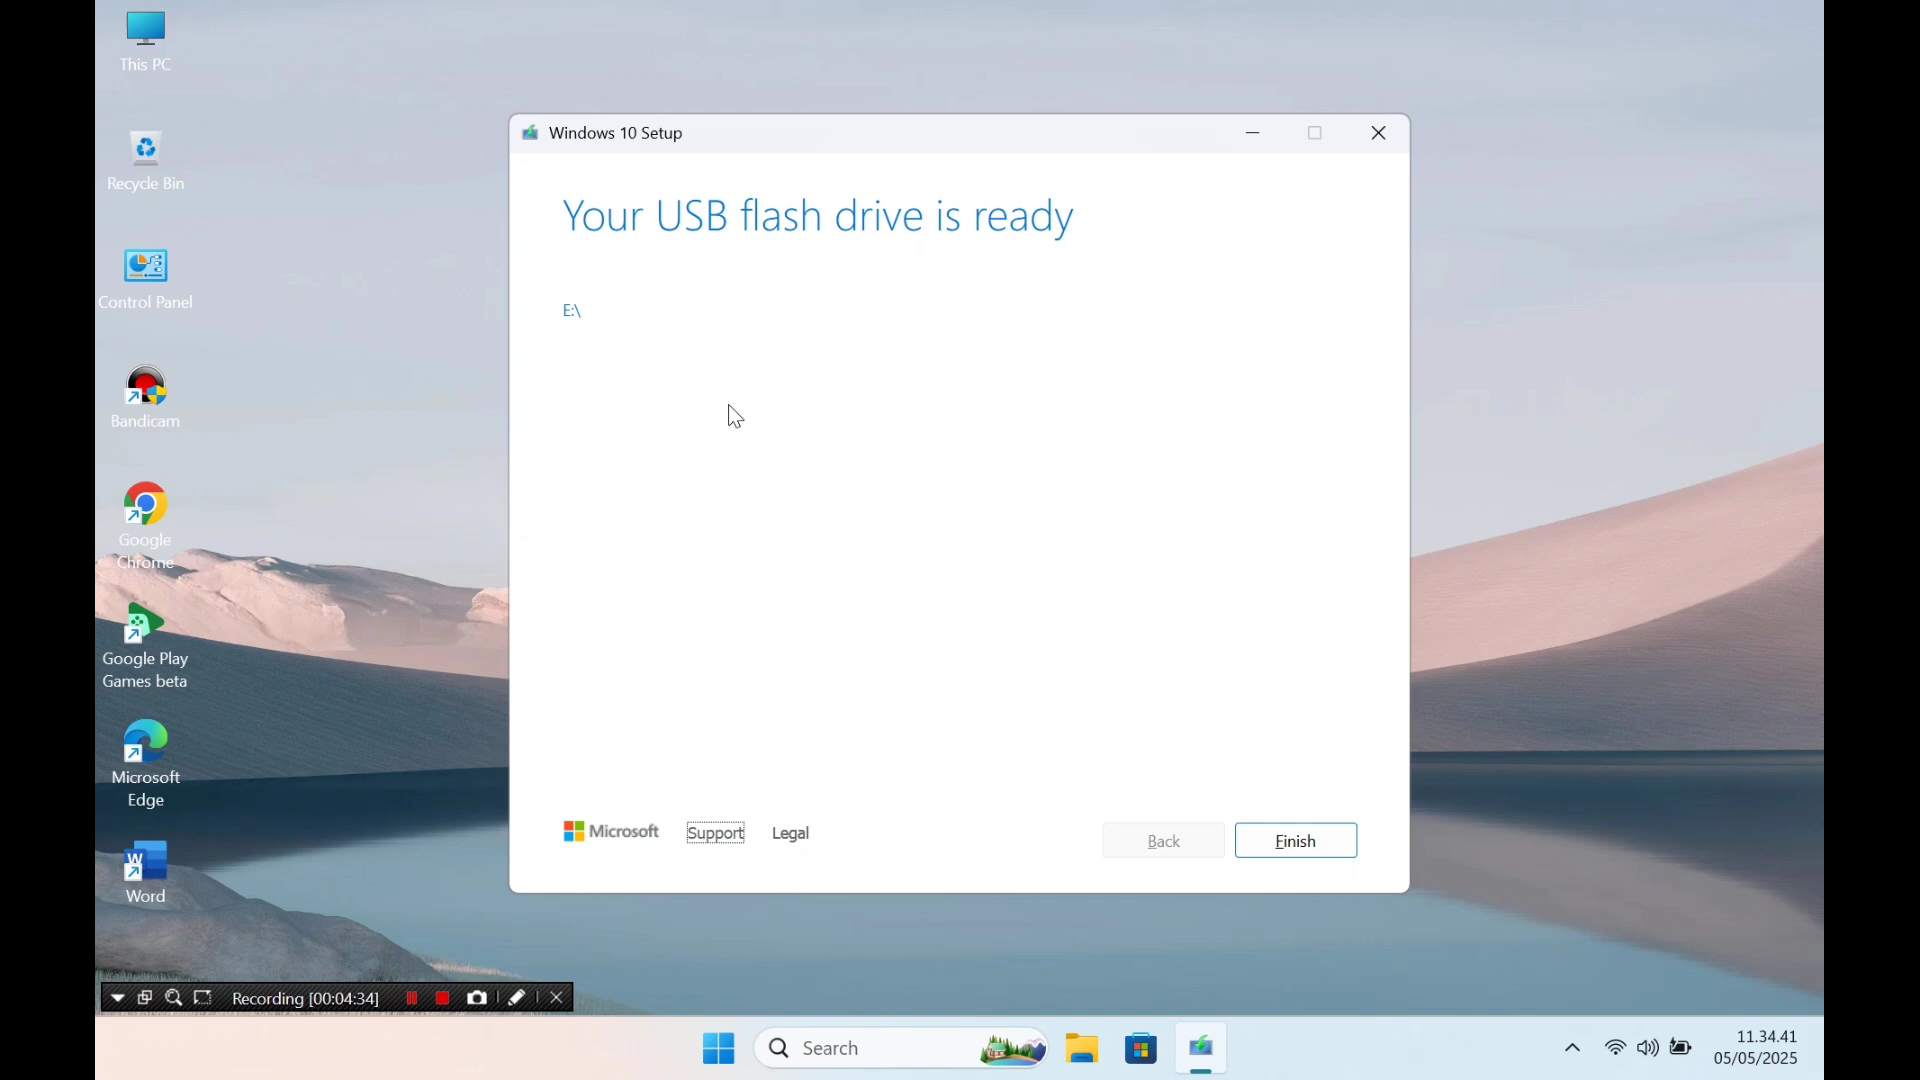 This PC
Recycle Bin
Control Panel
Bandicam
Google
Chrome
Google Play
Games beta
Microsoft
Edge
W
Word
Windows 10 Setup
Your USB flash drive is ready
E:\
Microsoft
Support
Legal
Back
Finish
Recording [00:04:34]
Search
11.34.41
05/05/2025